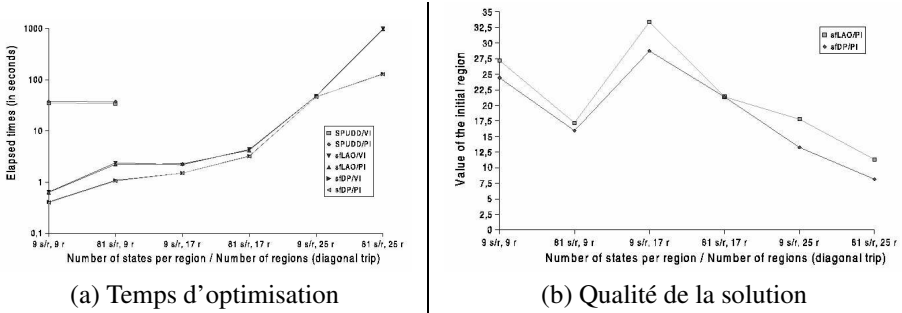 1000
100
10
1
0,1
Elapsed times (in seconds)
SPUDD/VI
SPUDD/PI
sfLAO/VI
sfLAO/PI
sfDP/VI
sfDP/PI
9 s/r, 9 r
81 s/r, 9 r
9 s/r, 17 r
81 s/r, 17 r
9 s/r, 25 r
81 s/r, 25 r
Number of states per region / Number of regions (diagonal trip)
(a) Temps d'optimisation
35
32,5
30
27,5
25
22,5
20
17,5
15
12,5
10
7,5
5
2,5
0
Value of the initial region
sfLAO/PI
sfDP/PI
9 s/r, 9 r
81 s/r, 9 r
9 s/r, 17 r
81 s/r, 17 r
9 s/r, 25 r
81 s/r, 25 r
Number of states per region / Number of regions (diagonal trip)
(b) Qualité de la solution